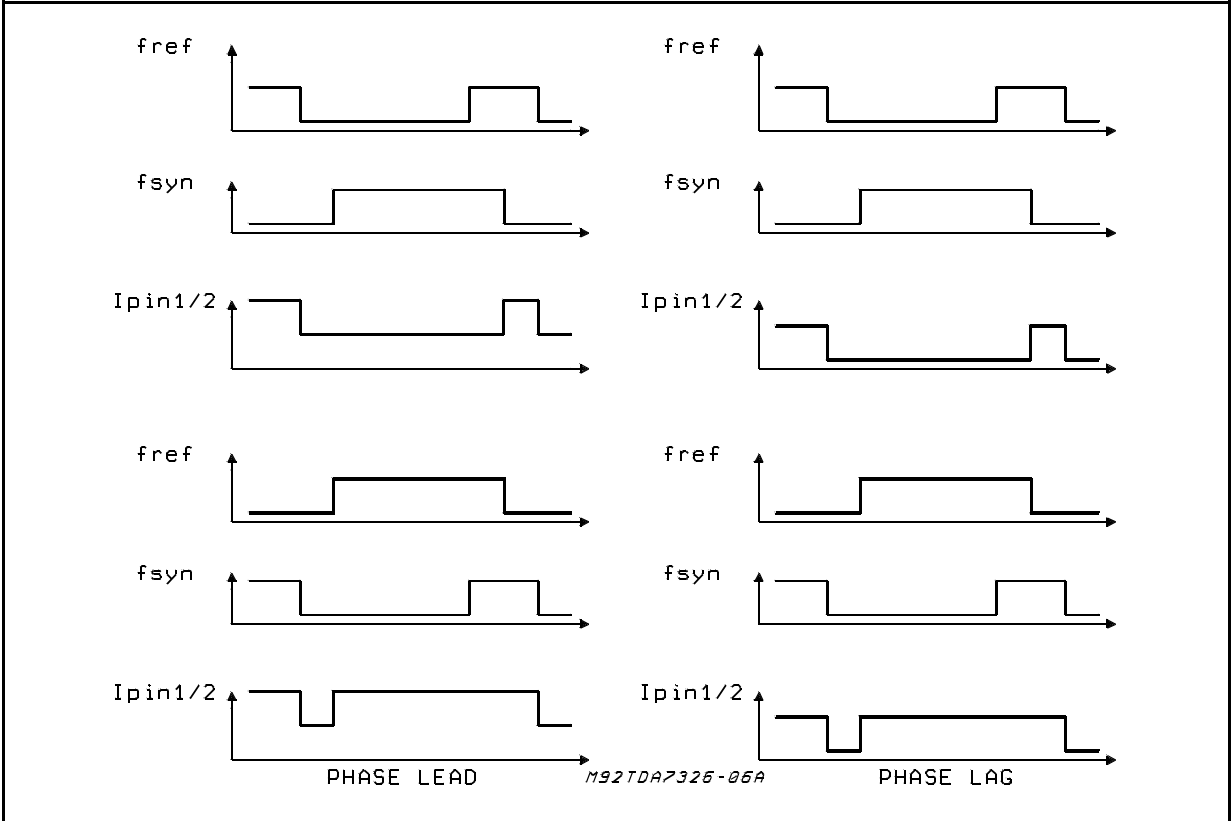 fref fref
fsyn fsyn
Ipin1/2 Ipin1/2
fref fref
fsyn fsyn
Ipin1/2 Ipin1/2
PHASE LEAD M92TDA7326-06A PHASE LAG